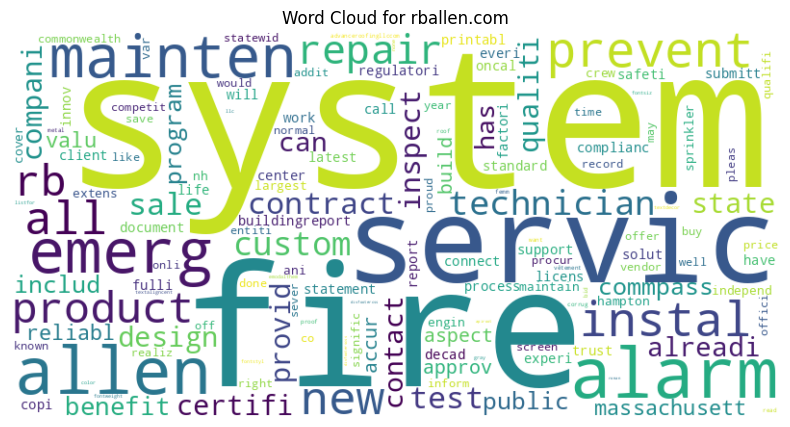 Word Cloud for rballen.com
commonwealth
var
statewid
addit
regulatori
printabl
everi
oncal
crew
safeti
submitt
qualifi
mainten
repair
prevent
system
compani
innov
competit
save
would
will
work
normal
call
latest
year
has
factori
qualiti
complianc
standard
time
may
record
sprinkler
pleas
cover
valu
client
like
program
nh
life
center
largest
can
inspect
build
rb
extens
sale
contract
technician
state
proud
all
document
entiti
buildingreport
servic
offer
buy
price
emerg
custom
onli
ani
connect
support
procur
solut
vendor
well
have
includ
fulli
done
sever
statement
report
process
maintain
licens
commpass
independ
product
provid
fire
hampton
offici
reliabl
design
accur
contact
signific
engin
aspect
instal
known
realiz
off
proof
co
decad
screen
experi
trust
alreadi
allen
right
approv
inform
alarm
copi
benefit
certifi
new
test
public
massachusett
roof
metal
llc
color
grey
read